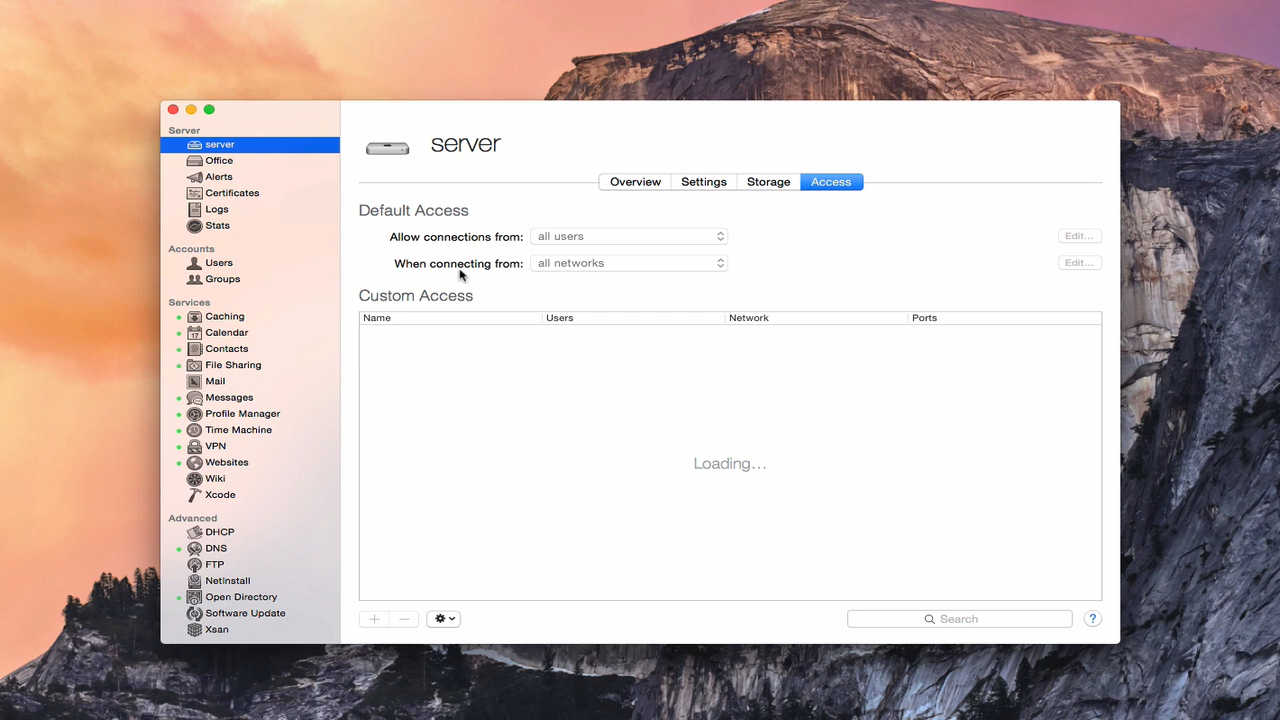 Server
server
Office
Alerts
Certificates
Logs
Stats
Accounts
Users
Groups
Services
Caching
17
Calendar
Contacts
File Sharing
Mail
Messages
Profile Manager
Time Machine
VPN
Websites
Wiki
Xcode
Advanced
DHCP
DNS
FTP
NetInstall
Open Directory
Software Update
Xsan
server
Overview Settings Storage Access
Default Access
Allow connections from: all users Edit...
When connecting from: all networks Edit...
Custom Access
Name Users Network Ports
Loading...
Search ?